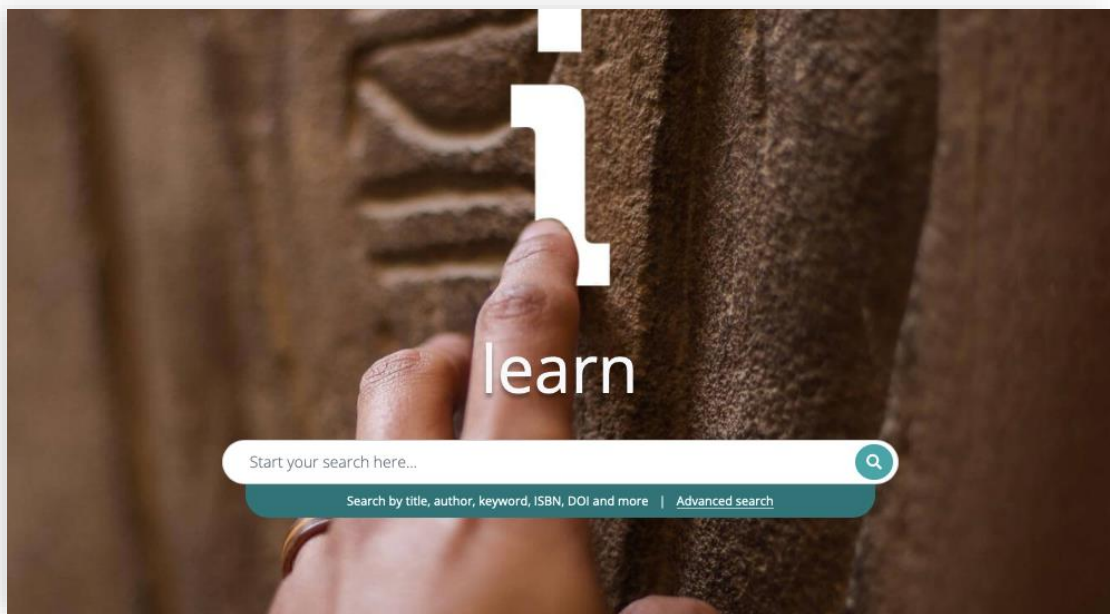 i
learn
Start your search here...
Search by title, author, keyword, ISBN, DOI and more | Advanced search